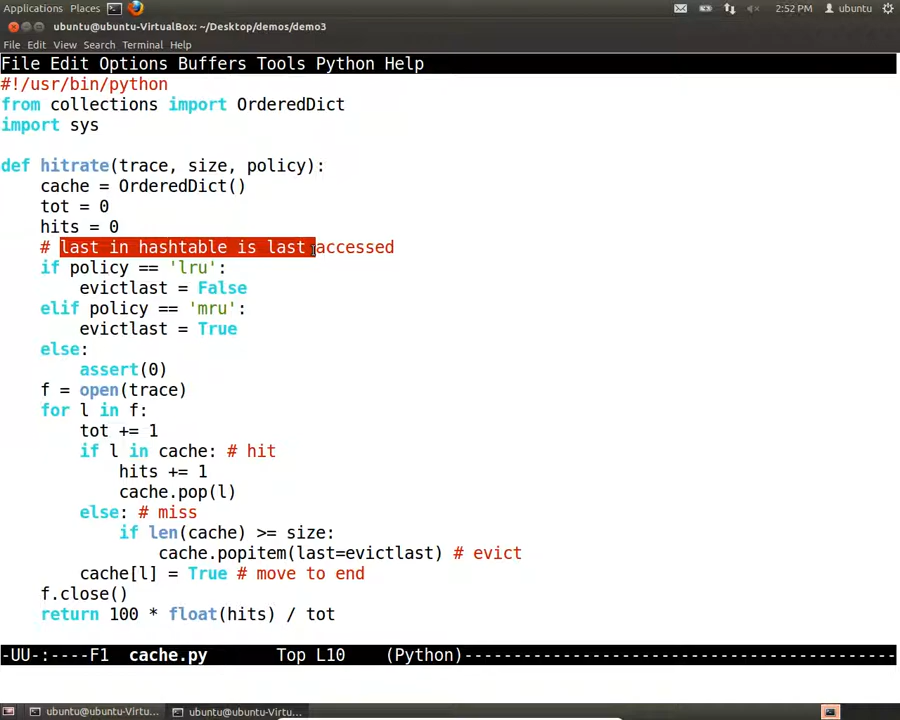 Applications Places 2:52 PM ubuntu
ubuntu@ubuntu-VirtualBox: ~/Desktop/demos/demo3
File Edit View Search Terminal Help
File Edit Options Buffers Tools Python Help
#!/usr/bin/python
from collections import OrderedDict
import sys
def hitrate(trace, size, policy):
    cache = OrderedDict()
    tot = 0
    hits = 0
    # last in hashtable is last accessed
    if policy == 'lru':
        evictlast = False
    elif policy == 'mru':
        evictlast = True
    else:
        assert(0)
    f = open(trace)
    for l in f:
        tot += 1
        if l in cache: # hit
            hits += 1
            cache.pop(l)
        else: # miss
            if len(cache) >= size:
                cache.popitem(last=evictlast) # evict
        cache[l] = True # move to end
    f.close()
    return 100 * float(hits) / tot
-UU-:----F1  cache.py       Top L10    (Python)--------------------------------------------
ubuntu@ubuntu-Virtu... ubuntu@ubuntu-Virtu...